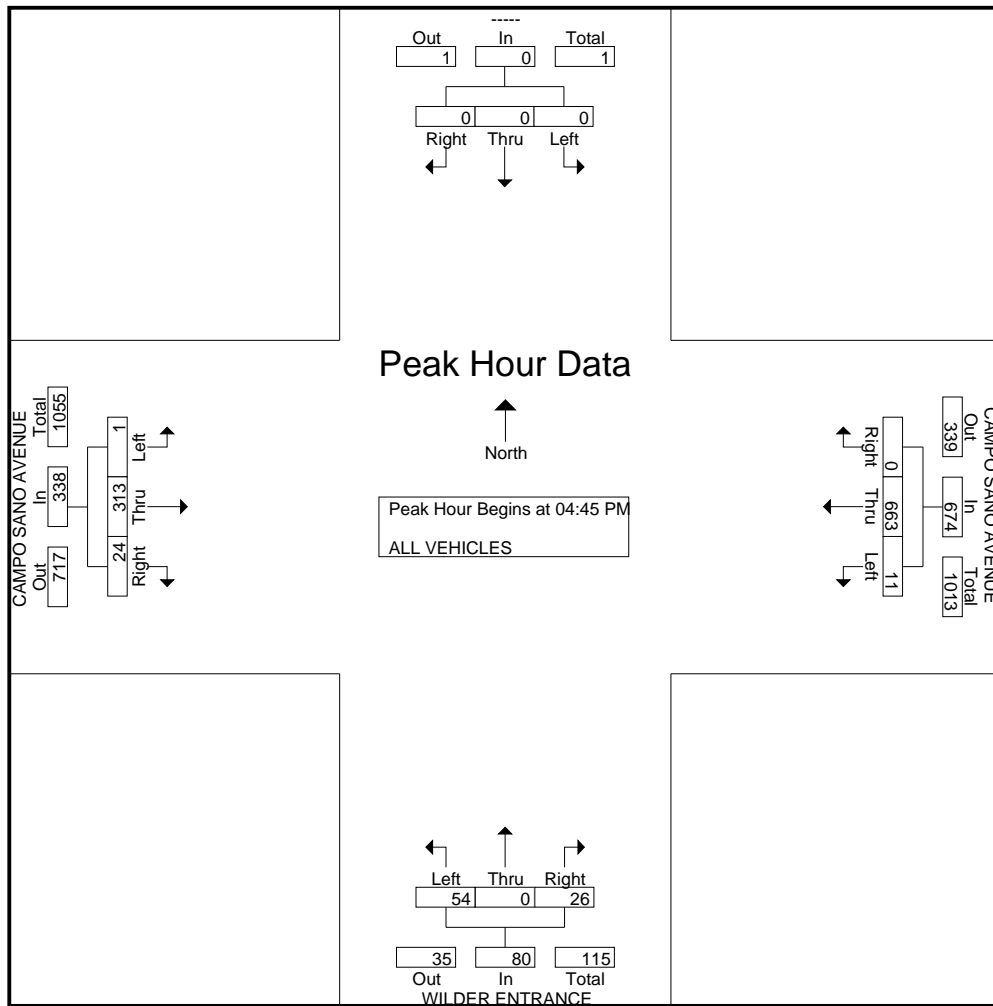 -----
Out In Total
1 0 1
0 0 0
Right Thru Left
Peak Hour Data
North
Peak Hour Begins at 04:45 PM
ALL VEHICLES
CAMPO SANO AVENUE
Total In Out
1055 338 717
1 313 24
Left Thru Right
Right Thru Left
0 663 11
339 674 1013
Out In Total
CAMPO SANO AVENUE
Left Thru Right
54 0 26
35 80 115
Out In Total
WILDER ENTRANCE